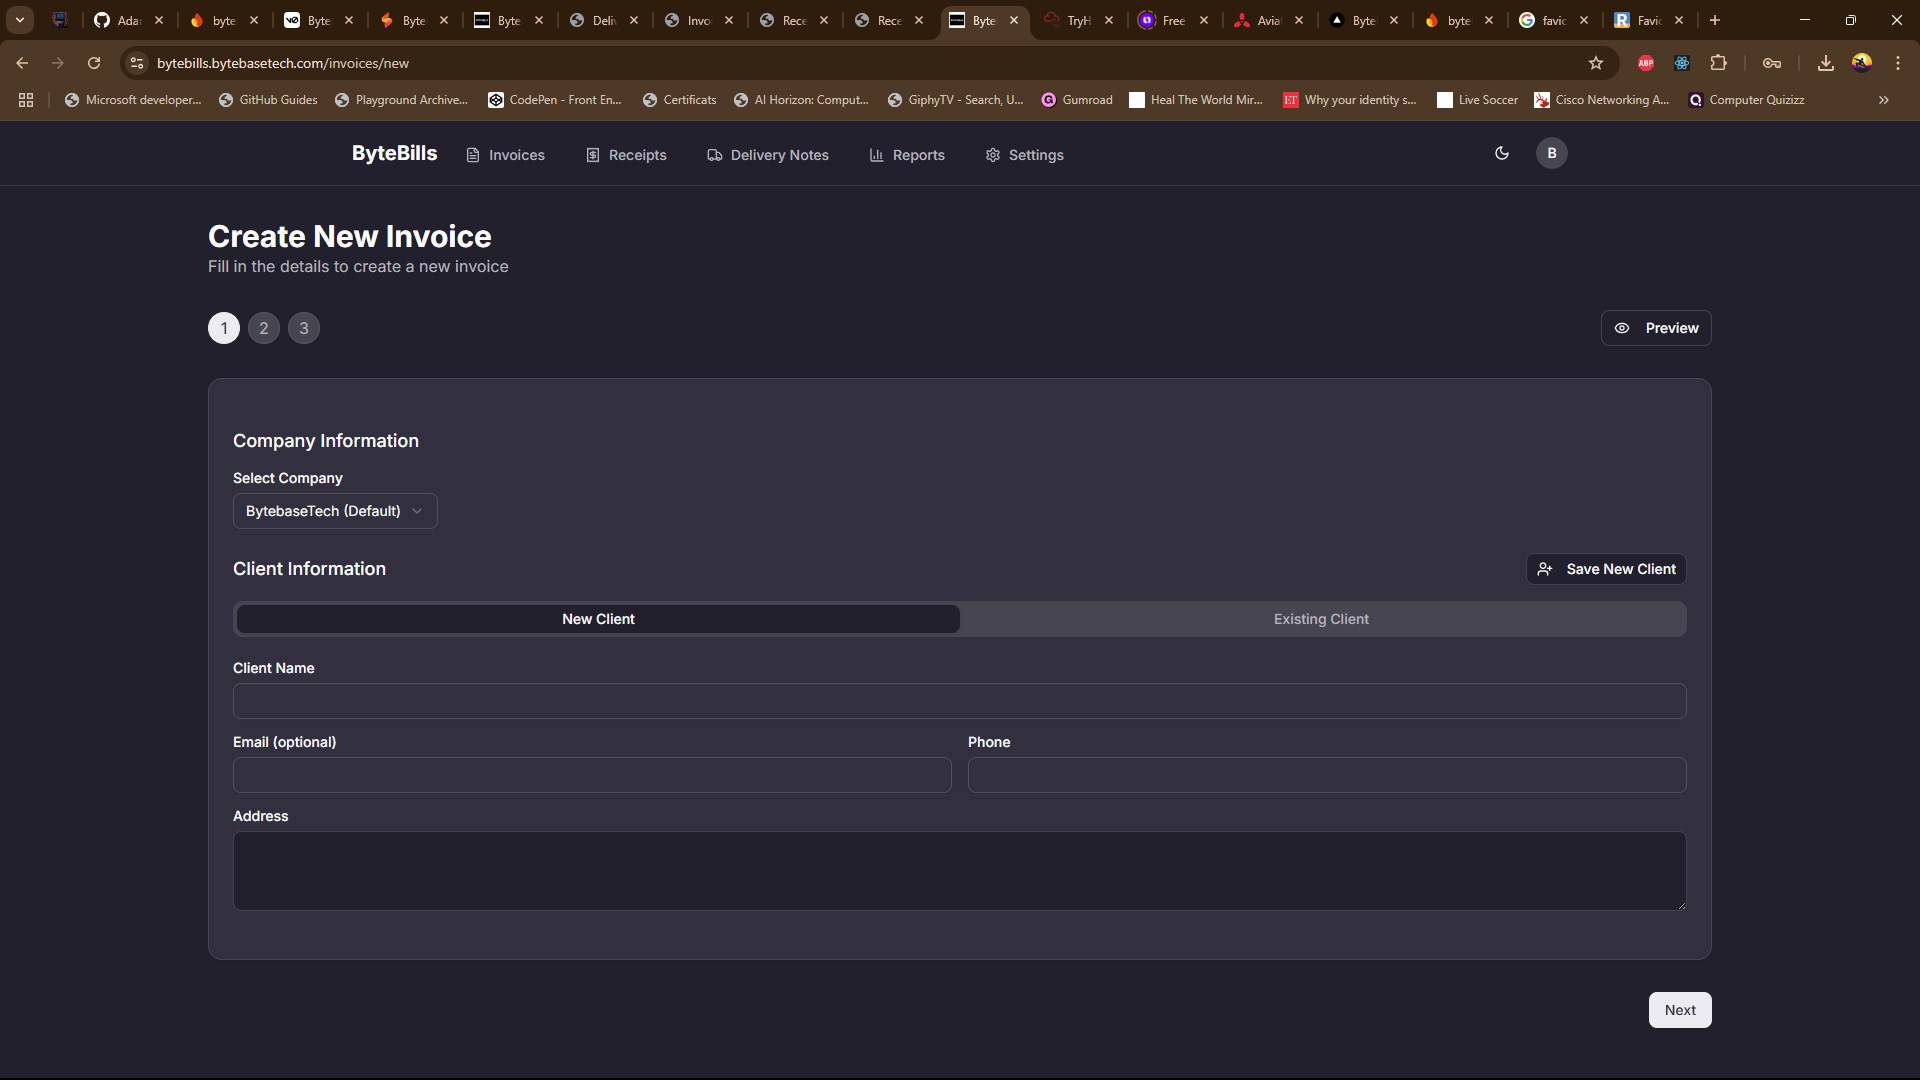 Adar
byte
Byte
Byte
Byte
Deliv
Invo
Rece
Rece
Byte
TryH
Free
Aviat
Byte
byte
favic
Favic
bytebills.bytebasetech.com/invoices/new
ABP
Microsoft developer...
GitHub Guides
Playground Archive...
CodePen - Front En...
Certificats
AI Horizon: Comput...
GiphyTV - Search, U...
Gumroad
Heal The World Mir...
ET
Why your identity s...
Live Soccer
Cisco Networking A...
Computer Quizizz
ByteBills
Invoices
Receipts
Delivery Notes
Reports
Settings
B
Create New Invoice
Fill in the details to create a new invoice
1 2 3
Preview
Company Information
Select Company
BytebaseTech (Default)
Client Information
Save New Client
New Client
Existing Client
Client Name
Email (optional)
Phone
Address
Next